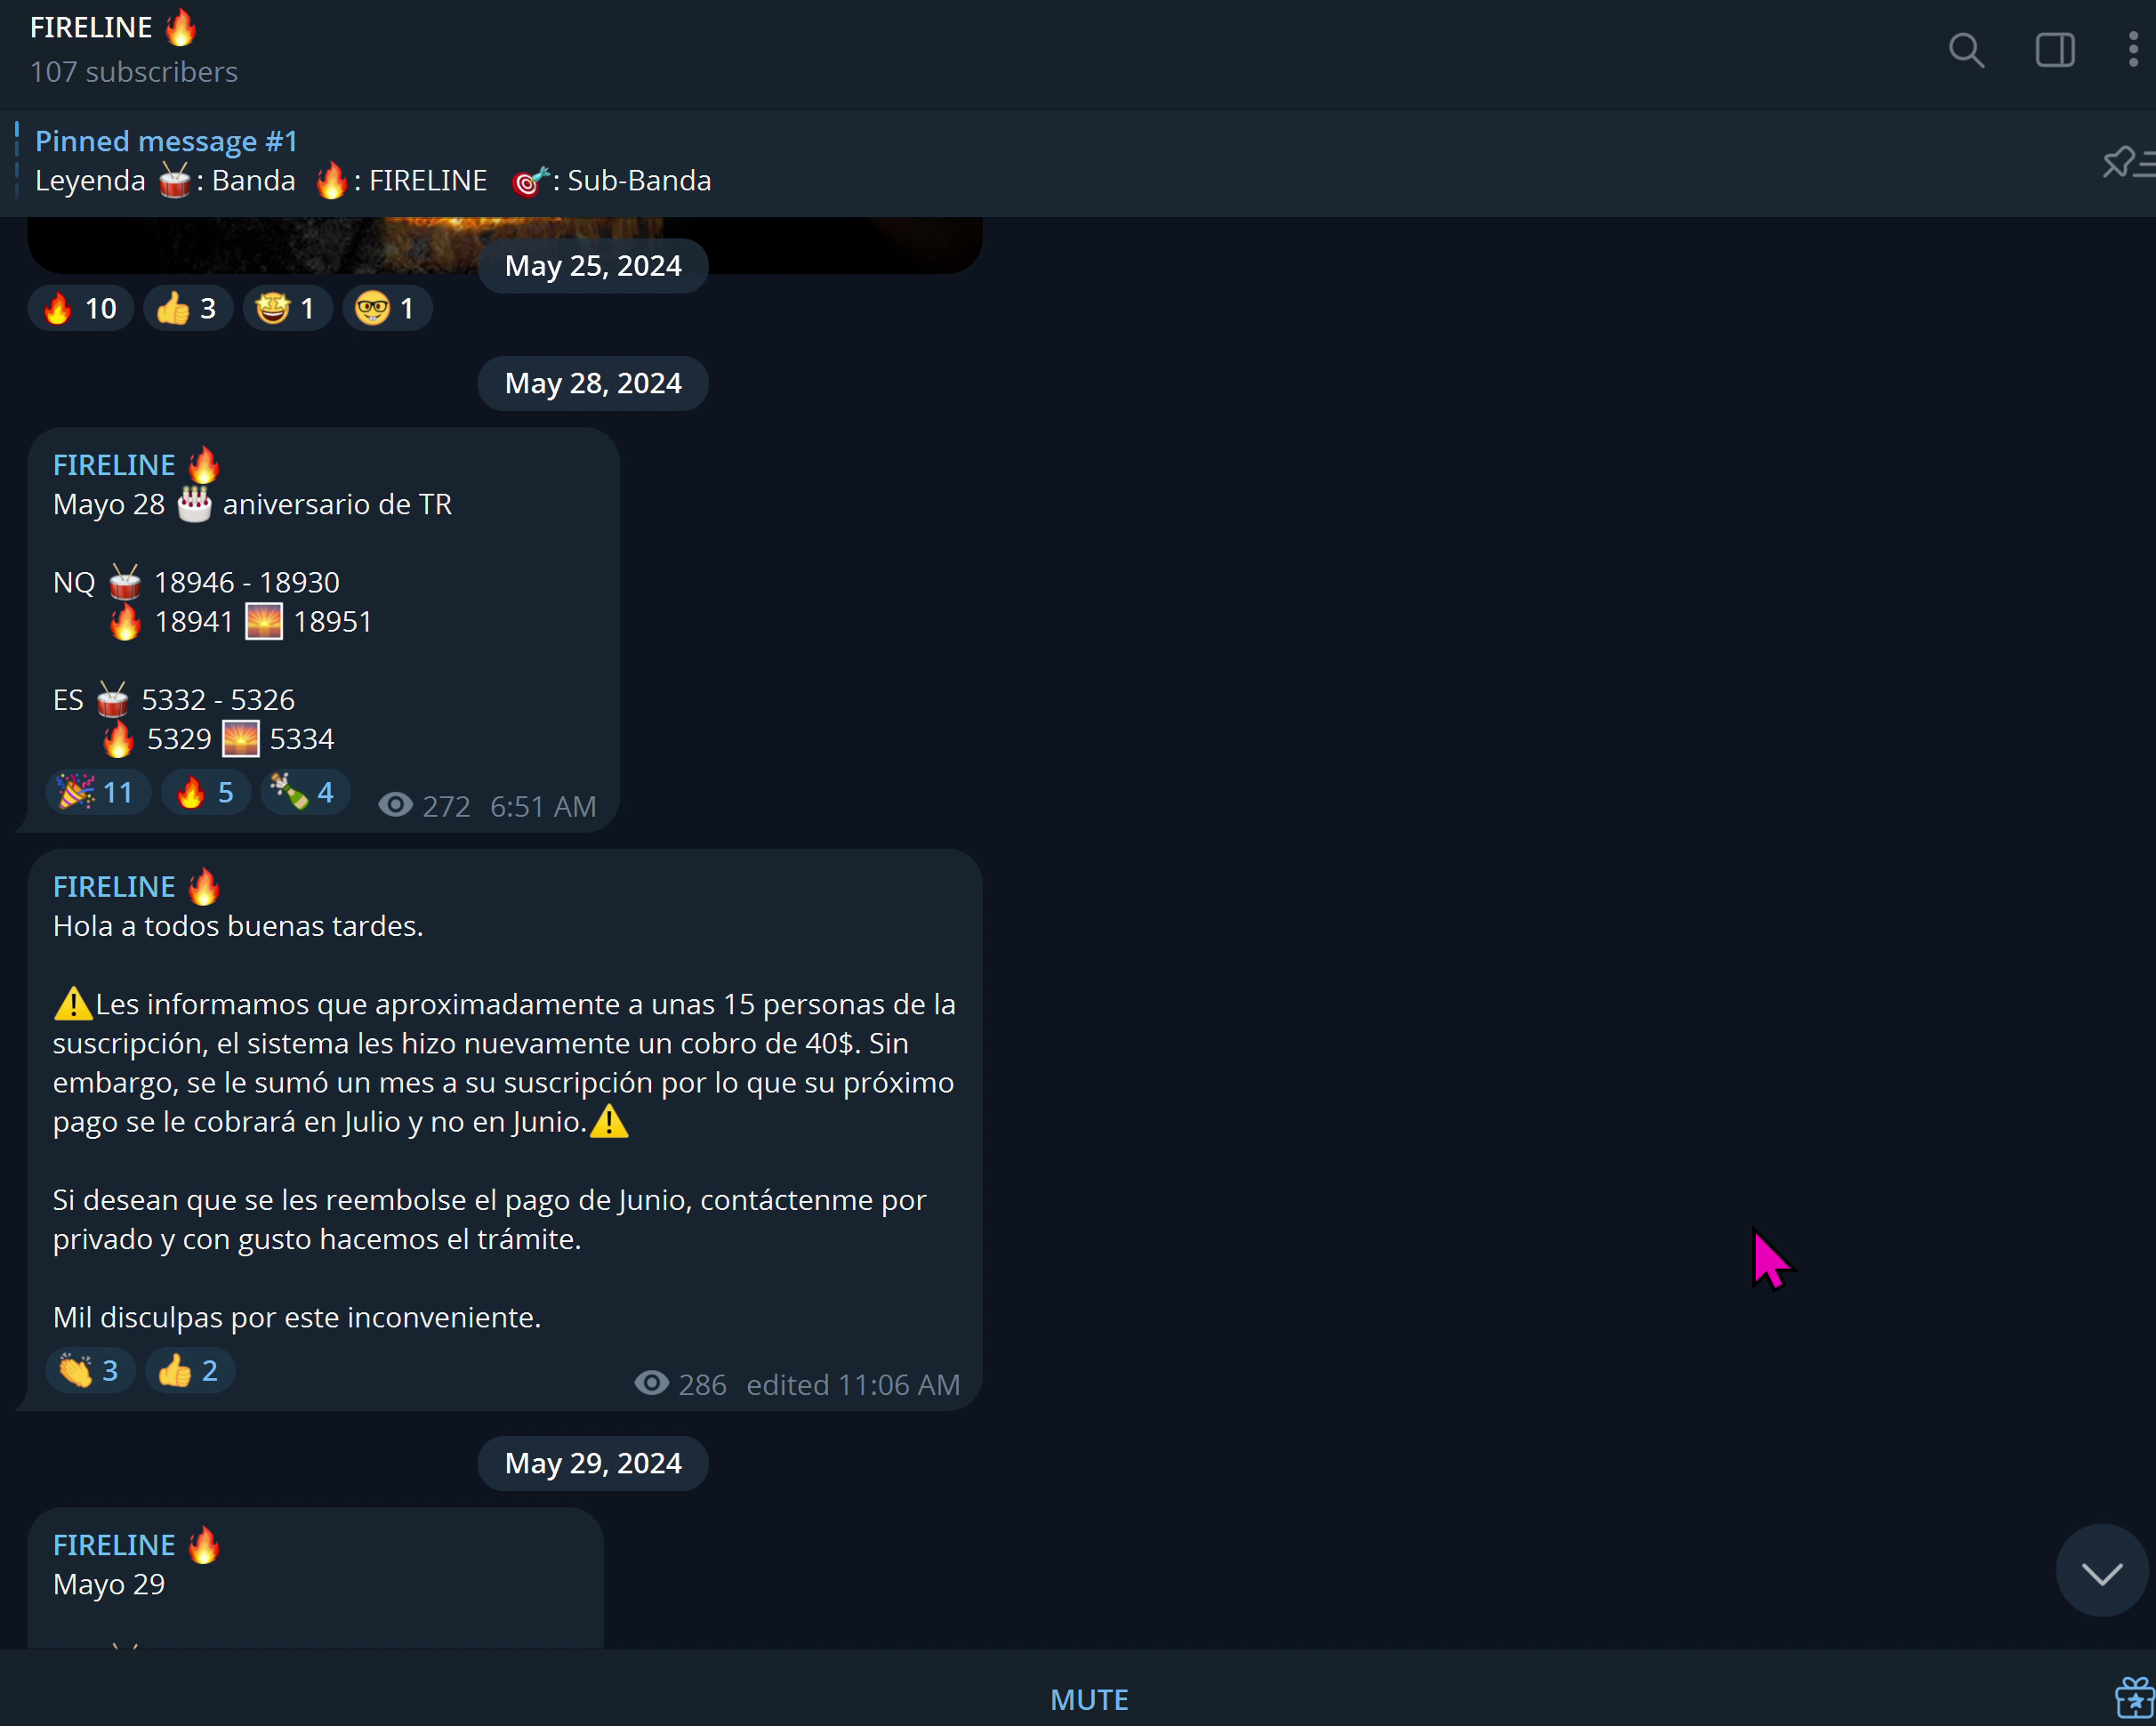 FIRELINE 🔥
107 subscribers
Pinned message #1
Leyenda 🥁: Banda 🔥: FIRELINE 🎯: Sub-Banda
May 25, 2024
🔥 10 👍 3 🤩 1 🤓 1
May 28, 2024
FIRELINE 🔥
Mayo 28 🎂 aniversario de TR
NQ 🥁 18946 - 18930
🔥 18941 🌅 18951
ES 🥁 5332 - 5326
🔥 5329 🌅 5334
🎉 11 🔥 5 🍾 4 272 6:51 AM
FIRELINE 🔥
Hola a todos buenas tardes.
⚠️Les informamos que aproximadamente a unas 15 personas de la
suscripción, el sistema les hizo nuevamente un cobro de 40$. Sin
embargo, se le sumó un mes a su suscripción por lo que su próximo
pago se le cobrará en Julio y no en Junio.⚠️
Si desean que se les reembolse el pago de Junio, contáctenme por
privado y con gusto hacemos el trámite.
Mil disculpas por este inconveniente.
👏 3 👍 2 286 edited 11:06 AM
May 29, 2024
FIRELINE 🔥
Mayo 29
MUTE